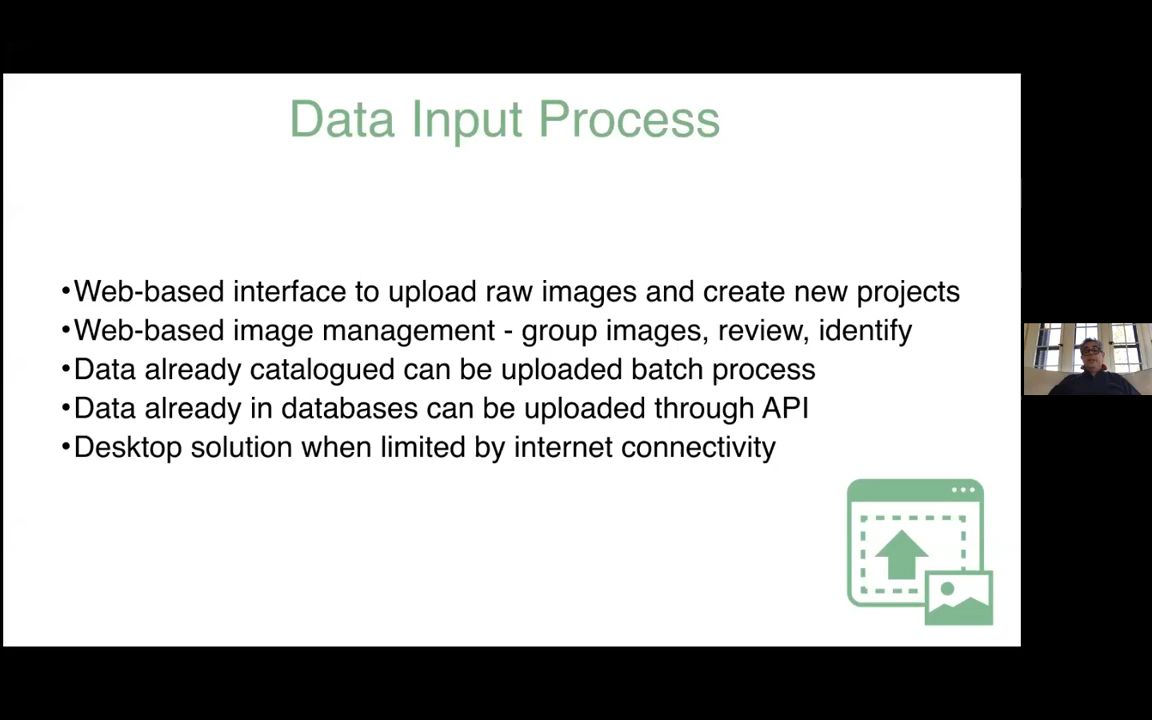 Data Input Process
•Web-based interface to upload raw images and create new projects
•Web-based image management - group images, review, identify
•Data already catalogued can be uploaded batch process
•Data already in databases can be uploaded through API
•Desktop solution when limited by internet connectivity